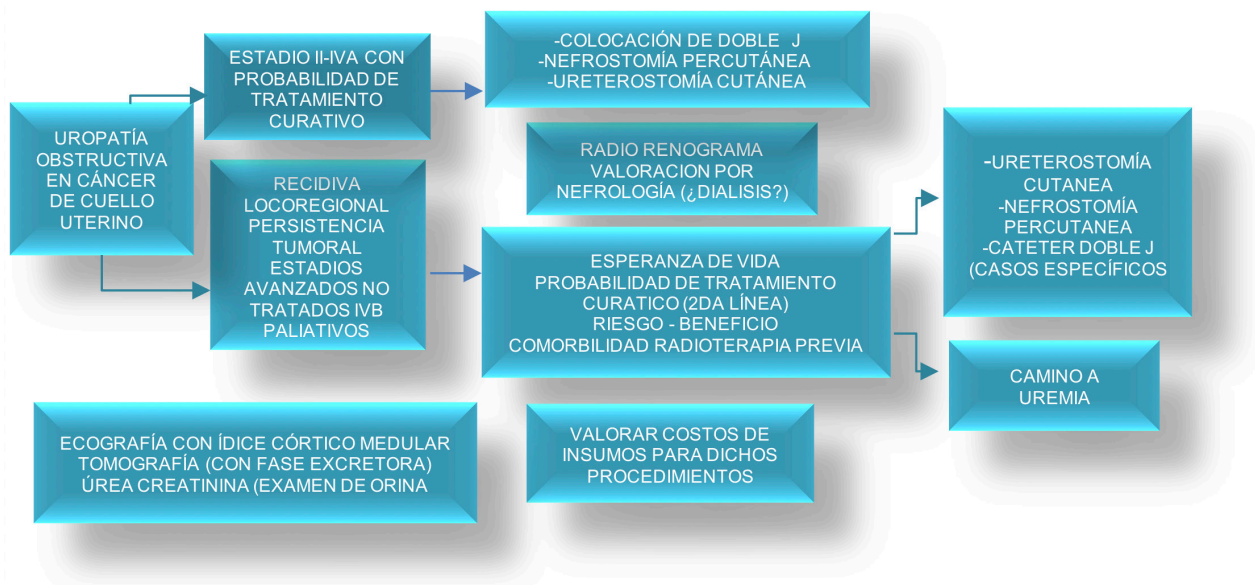 UROPATÍA
OBSTRUCTIVA
EN CÁNCER
DE CUELLO
UTERINO
ESTADIO II-IVA CON
PROBABILIDAD DE
TRATAMIENTO
CURATIVO
RECIDIVA
LOCOREGIONAL
PERSISTENCIA
TUMORAL
ESTADIOS
AVANZADOS NO
TRATADOS IVB
PALIATIVOS
-COLOCACIÓN DE DOBLE J
-NEFROSTOMÍA PERCUTÁNEA
-URETEROSTOMÍA CUTÁNEA
RADIO RENOGRAMA
VALORACION POR
NEFROLOGÍA (¿DIALISIS?)
ESPERANZA DE VIDA
PROBABILIDAD DE TRATAMIENTO
CURATICO (2DA LÍNEA)
RIESGO - BENEFICIO
COMORBILIDAD RADIOTERAPIA PREVIA
-URETEROSTOMÍA
CUTANEA
-NEFROSTOMÍA
PERCUTANEA
-CATETER DOBLE J
(CASOS ESPECÍFICOS
CAMINO A
UREMIA
ECOGRAFÍA CON ÍDICE CÓRTICO MEDULAR
TOMOGRAFÍA (CON FASE EXCRETORA)
ÚREA CREATININA (EXAMEN DE ORINA
VALORAR COSTOS DE
INSUMOS PARA DICHOS
PROCEDIMIENTOS